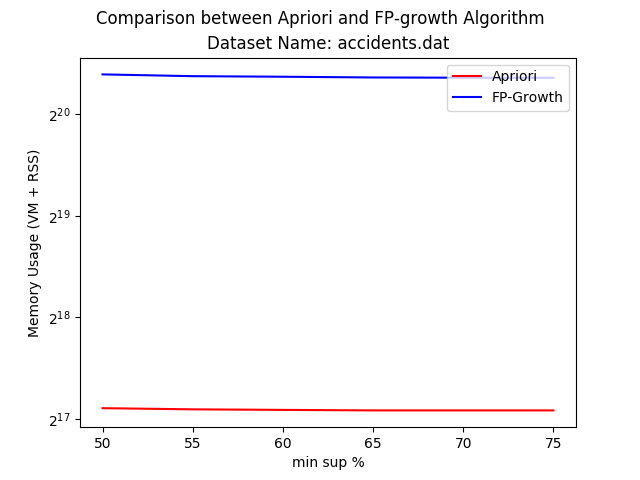 Comparison between Apriori and FP-growth Algorithm
Dataset Name: accidents.dat
Apriori
FP-Growth
Memory Usage (VM + RSS)
2^20
2^19
2^18
2^17
50 55 60 65 70 75
min sup %